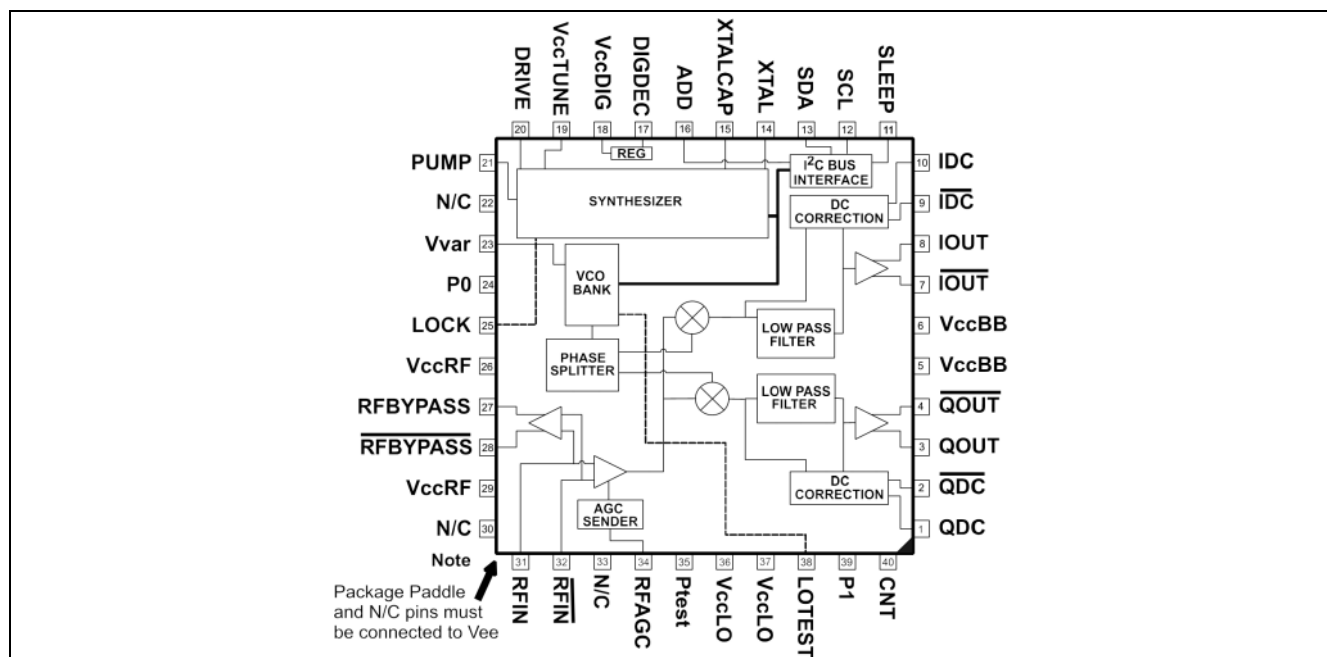 DRIVE
VccTUNE
VccDIG
DIGDEC
ADD
XTALCAP
XTAL
SDA
SCL
SLEEP
20
19
18
17
16
15
14
13
12
11
PUMP 21
N/C 22
Vvar 23
P0 24
LOCK 25
VccRF 26
RFBYPASS 27
RFBYPASS 28
VccRF 29
N/C 30
REG
SYNTHESIZER
I2C BUS
INTERFACE
DC
CORRECTION
VCO
BANK
LOW PASS
FILTER
PHASE
SPLITTER
LOW PASS
FILTER
DC
CORRECTION
AGC
SENDER
10 IDC
9 IDC
8 IOUT
7 IOUT
6 VccBB
5 VccBB
4 QOUT
3 QOUT
2 QDC
1 QDC
31
32
33
34
35
36
37
38
39
40
RFIN
RFIN
N/C
RFAGC
Ptest
VccLO
VccLO
LOTEST
P1
CNT
Note
Package Paddle
and N/C pins must
be connected to Vee